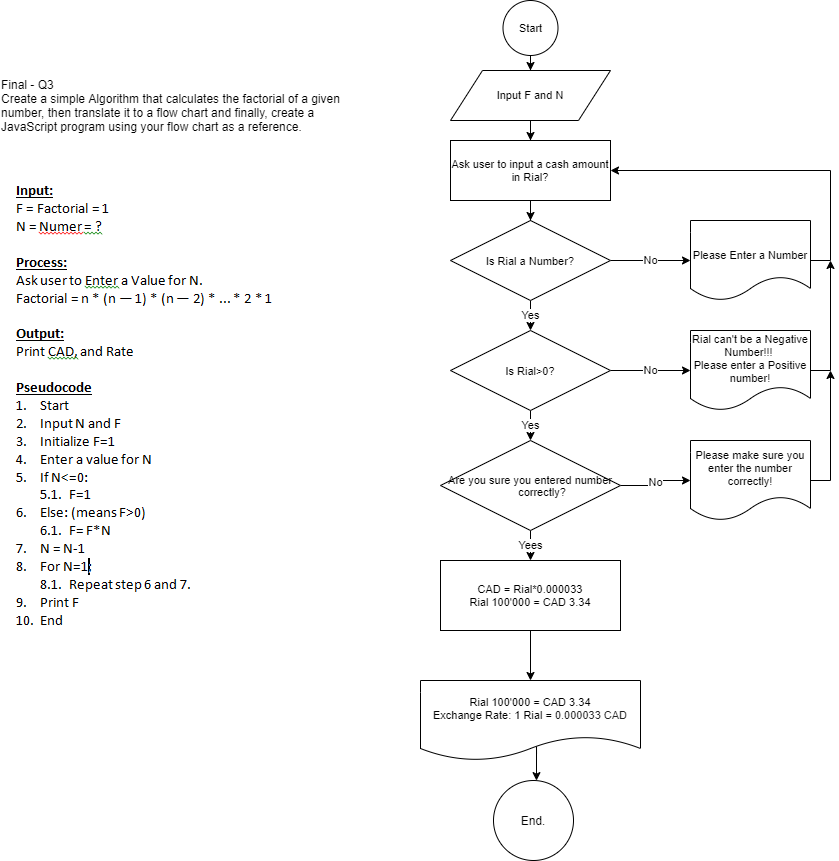 Final - Q3
Create a simple Algorithm that calculates the factorial of a given
number, then translate it to a flow chart and finally, create a
JavaScript program using your flow chart as a reference.
Input:
F = Factorial = 1
N = Numer = ?
Process:
Ask user to Enter a Value for N.
Factorial = n * (n — 1) * (n — 2) * ... * 2 * 1
Output:
Print CAD, and Rate
Pseudocode
1. Start
2. Input N and F
3. Initialize F=1
4. Enter a value for N
5. If N<=0:
5.1. F=1
6. Else: (means F>0)
6.1. F= F*N
7. N = N-1
8. For N=1:
8.1. Repeat step 6 and 7.
9. Print F
10. End
Start
Input F and N
Ask user to input a cash amount
in Rial?
Is Rial a Number?
No
Please Enter a Number
Yes
Is Rial>0?
No
Rial can't be a Negative
Number!!!
Please enter a Positive
number!
Yes
Are you sure you entered number
correctly?
No
Please make sure you
enter the number
correctly!
Yees
CAD = Rial*0.000033
Rial 100'000 = CAD 3.34
Rial 100'000 = CAD 3.34
Exchange Rate: 1 Rial = 0.000033 CAD
End.